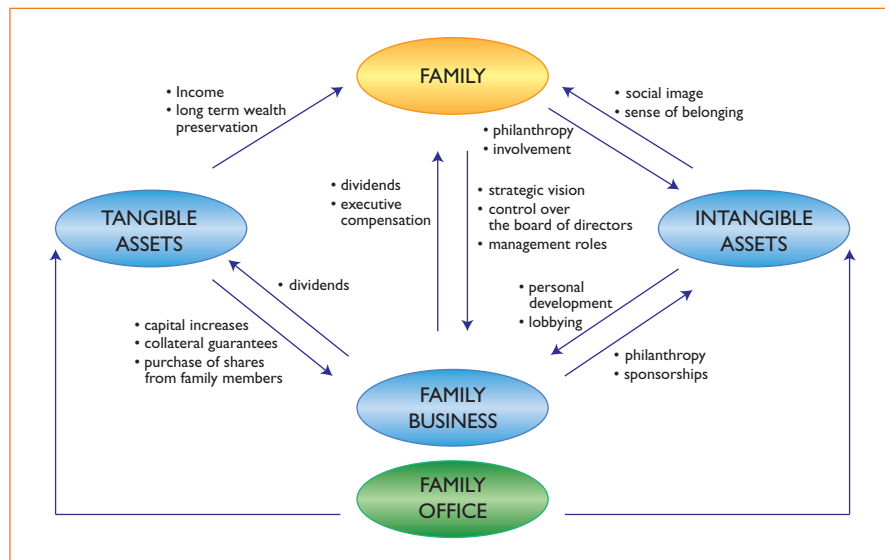 FAMILY
• Income
• long term wealth
preservation
• social image
• sense of belonging
• philanthropy
• involvement
• dividends
• executive
compensation
• strategic vision
• control over
the board of directors
• management roles
TANGIBLE
ASSETS
INTANGIBLE
ASSETS
• dividends
• capital increases
• collateral guarantees
• purchase of shares
from family members
• personal
development
• lobbying
• philanthropy
• sponsorships
FAMILY
BUSINESS
FAMILY
OFFICE